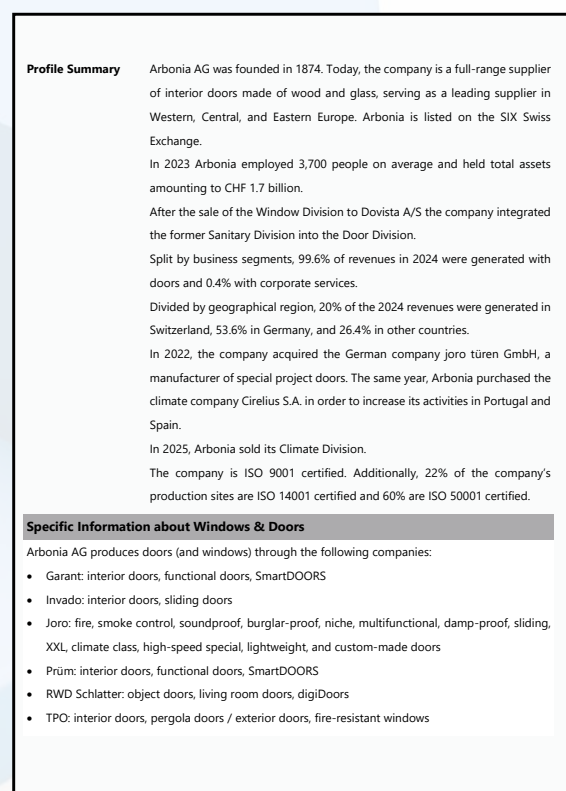 Profile Summary Arbonia AG was founded in 1874. Today, the company is a full-range supplier
of interior doors made of wood and glass, serving as a leading supplier in
Western, Central, and Eastern Europe. Arbonia is listed on the SIX Swiss
Exchange.
In 2023 Arbonia employed 3,700 people on average and held total assets
amounting to CHF 1.7 billion.
After the sale of the Window Division to Dovista A/S the company integrated
the former Sanitary Division into the Door Division.
Split by business segments, 99.6% of revenues in 2024 were generated with
doors and 0.4% with corporate services.
Divided by geographical region, 20% of the 2024 revenues were generated in
Switzerland, 53.6% in Germany, and 26.4% in other countries.
In 2022, the company acquired the German company joro türen GmbH, a
manufacturer of special project doors. The same year, Arbonia purchased the
climate company Cirelius S.A. in order to increase its activities in Portugal and
Spain.
In 2025, Arbonia sold its Climate Division.
The company is ISO 9001 certified. Additionally, 22% of the company's
production sites are ISO 14001 certified and 60% are ISO 50001 certified.
Specific Information about Windows & Doors
Arbonia AG produces doors (and windows) through the following companies:
• Garant: interior doors, functional doors, SmartDOORS
• Invado: interior doors, sliding doors
• Joro: fire, smoke control, soundproof, burglar-proof, niche, multifunctional, damp-proof, sliding,
XXL, climate class, high-speed special, lightweight, and custom-made doors
• Prüm: interior doors, functional doors, SmartDOORS
• RWD Schlatter: object doors, living room doors, digiDoors
• TPO: interior doors, pergola doors / exterior doors, fire-resistant windows